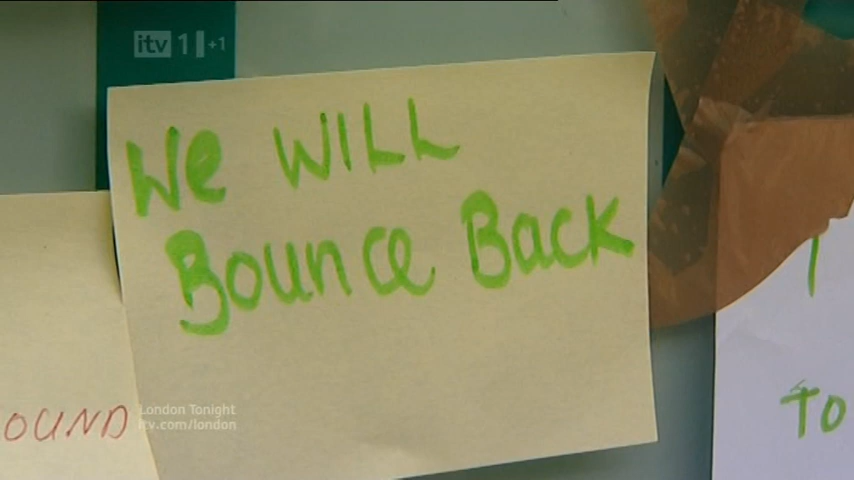 itv 1 +1
We WILL
Bounce Back
OUND
London Tonight
itv.com/london
TO